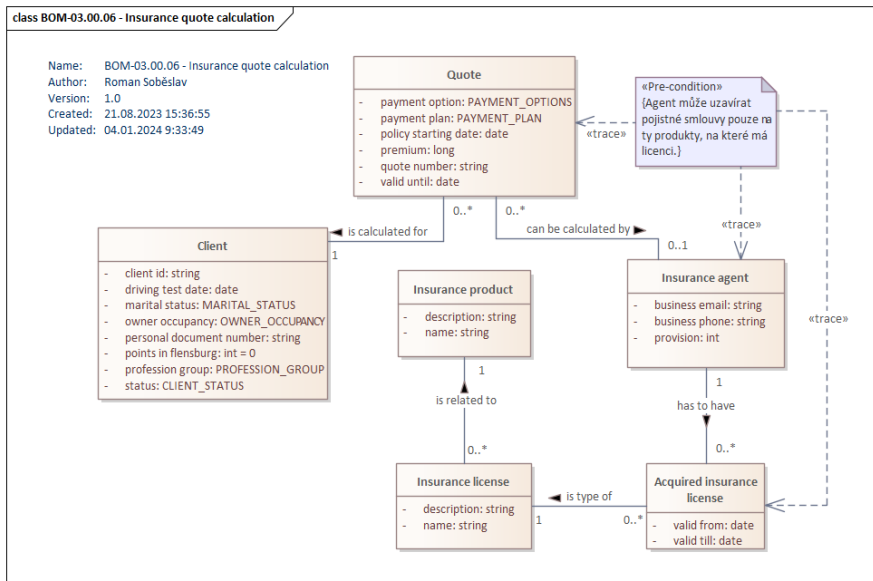 class BOM-03.00.06 - Insurance quote calculation
Name: BOM-03.00.06 - Insurance quote calculation
Author: Roman Soběslav
Version: 1.0
Created: 21.08.2023 15:36:55
Updated: 04.01.2024 9:33:49
Quote
- payment option: PAYMENT_OPTIONS
- payment plan: PAYMENT_PLAN
- policy starting date: date
- premium: long
- quote number: string
- valid until: date
«Pre-condition»
{Agent může uzavírat
pojistné smlouvy pouze na
ty produkty, na které má
licenci.}
«trace»
0..*
0..*
is calculated for
1
can be calculated by
0..1
«trace»
Client
- client id: string
- driving test date: date
- marital status: MARITAL_STATUS
- owner occupancy: OWNER_OCCUPANCY
- personal document number: string
- points in flensburg: int = 0
- profession group: PROFESSION_GROUP
- status: CLIENT_STATUS
Insurance product
- description: string
- name: string
Insurance agent
- business email: string
- business phone: string
- provision: int
«trace»
1
is related to
0..*
1
has to have
0..*
Insurance license
- description: string
- name: string
is type of
1
0..*
Acquired insurance
license
- valid from: date
- valid till: date